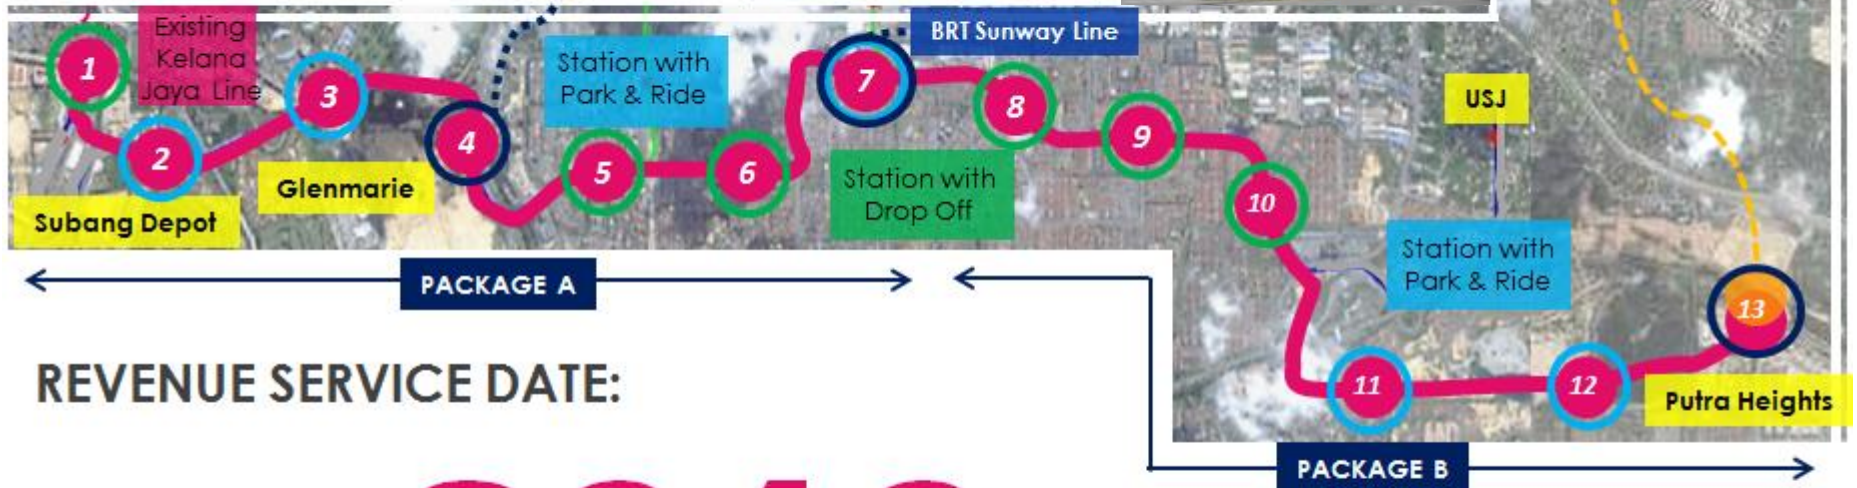 Existing
Kelana
Jaya Line
1
2
3
4
5
6
7
8
9
10
11
12
13
Station with
Park & Ride
BRT Sunway Line
USJ
Glenmarie
Subang Depot
Station with
Drop Off
Station with
Park & Ride
Putra Heights
PACKAGE A
PACKAGE B
REVENUE SERVICE DATE: